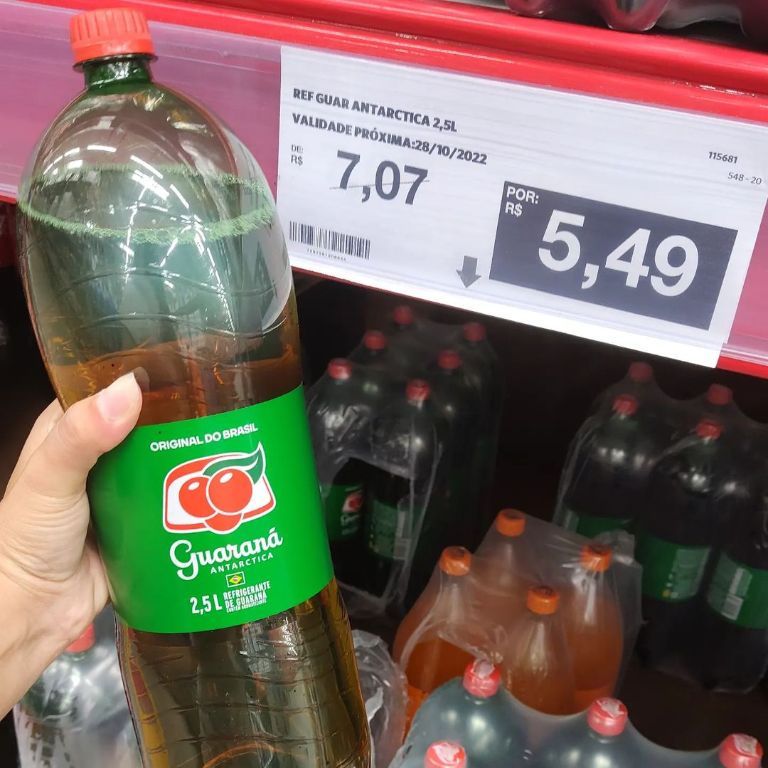 REF GUAR ANTARCTICA 2,5L
VALIDADE PRÓXIMA:28/10/2022
DE:
R$
7,07
115681
548 - 20
POR:
R$
5,49
ORIGINAL DO BRASIL
Guaraná
ANTARCTICA
2,5 L
REFRIGERANTE
DE GUARANÁ